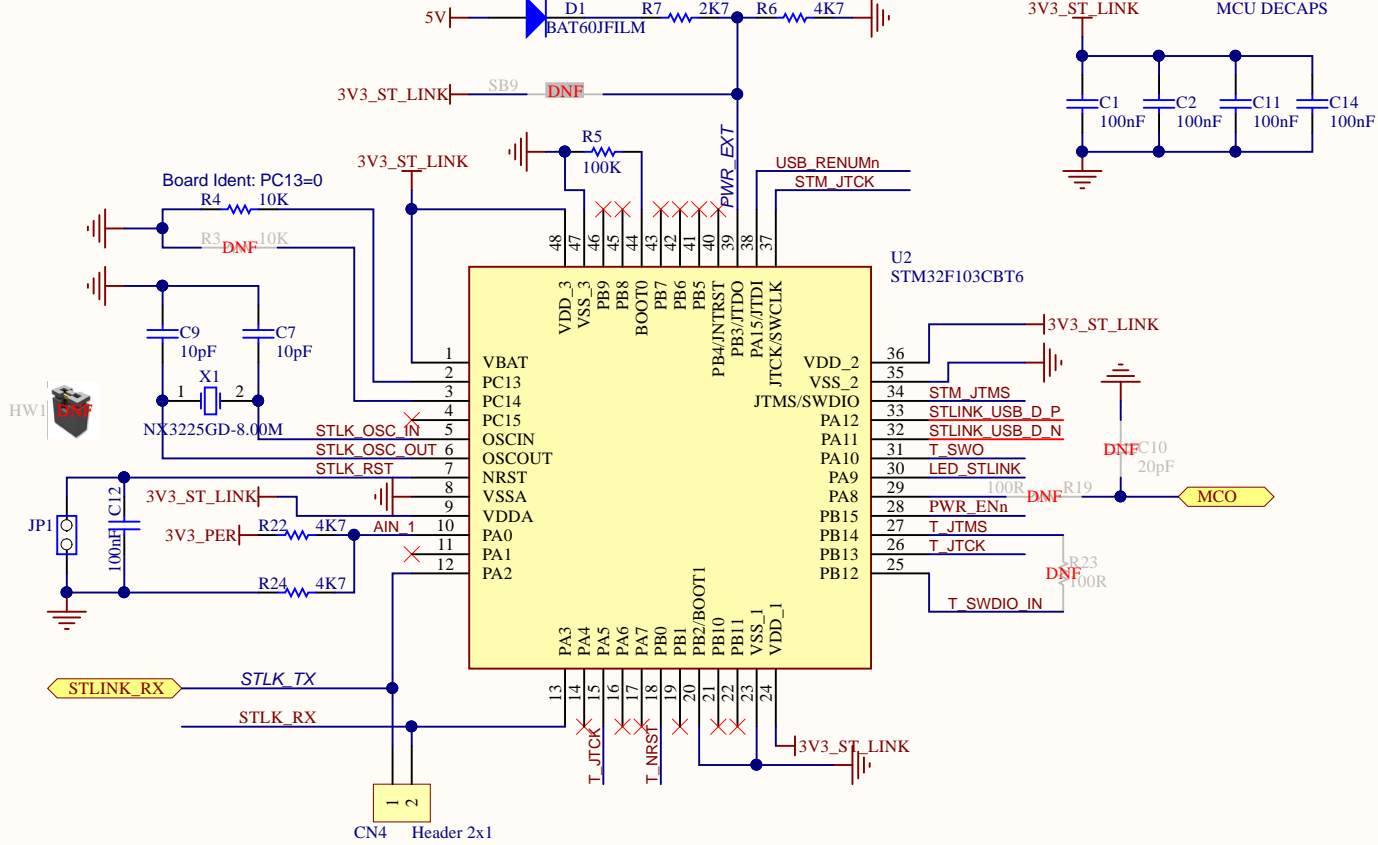 5V
D1
BAT60JFILM
R7
2K7
R6
4K7
3V3_ST_LINK
MCU DECAPS
3V3_ST_LINK
SB9
DNF
C1
100nF
C2
100nF
C11
100nF
C14
100nF
PWR_EXT
R5
100K
3V3_ST_LINK
USB_RENUMn
STM_JTCK
Board Ident: PC13=0
R4
10K
R3
DNF
10K
48
47
46
45
44
43
42
41
40
39
38
37
U2
STM32F103CBT6
VDD_3
VSS_3
PB9
PB8
BOOT0
PB7
PB6
PB5
PB4/JNTRST
PB3/JTDO
PA15/JTDI
JTCK/SWCLK
C9
10pF
C7
10pF
X1
1
2
NX3225GD-8.00M
HW1
DNF
1
VBAT
2
PC13
3
PC14
4
PC15
STLK_OSC_IN
5
OSCIN
STLK_OSC_OUT
6
OSCOUT
STLK_RST
7
NRST
8
VSSA
3V3_ST_LINK
9
VDDA
AIN_1
10
PA0
11
PA1
12
PA2
JP1
C12
100nF
3V3_PER
R22
4K7
R24
4K7
VDD_2
36
3V3_ST_LINK
VSS_2
35
JTMS/SWDIO
34
STM_JTMS
PA12
33
STLINK_USB_D_P
PA11
32
STLINK_USB_D_N
PA10
31
T_SWO
PA9
30
LED_STLINK
PA8
29
100R
DNF
R19
MCO
DNF
C10
20pF
PB15
28
PWR_ENn
PB14
27
T_JTMS
PB13
26
T_JTCK
PB12
25
R23
DNF
100R
T_SWDIO_IN
PA3
PA4
PA5
PA6
PA7
PB0
PB1
PB2/BOOT1
PB10
PB11
VSS_1
VDD_1
13
14
15
16
17
18
19
20
21
22
23
24
STLINK_RX
STLK_TX
STLK_RX
T_JTCK
T_NRST
3V3_ST_LINK
1
2
CN4
Header 2x1